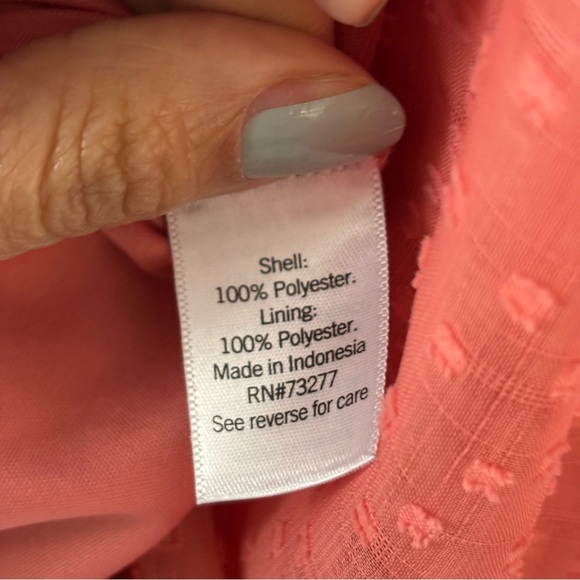 Shell:
100% Polyester.
Lining:
100% Polyester.
Made in Indonesia
RN#73277
See reverse for care